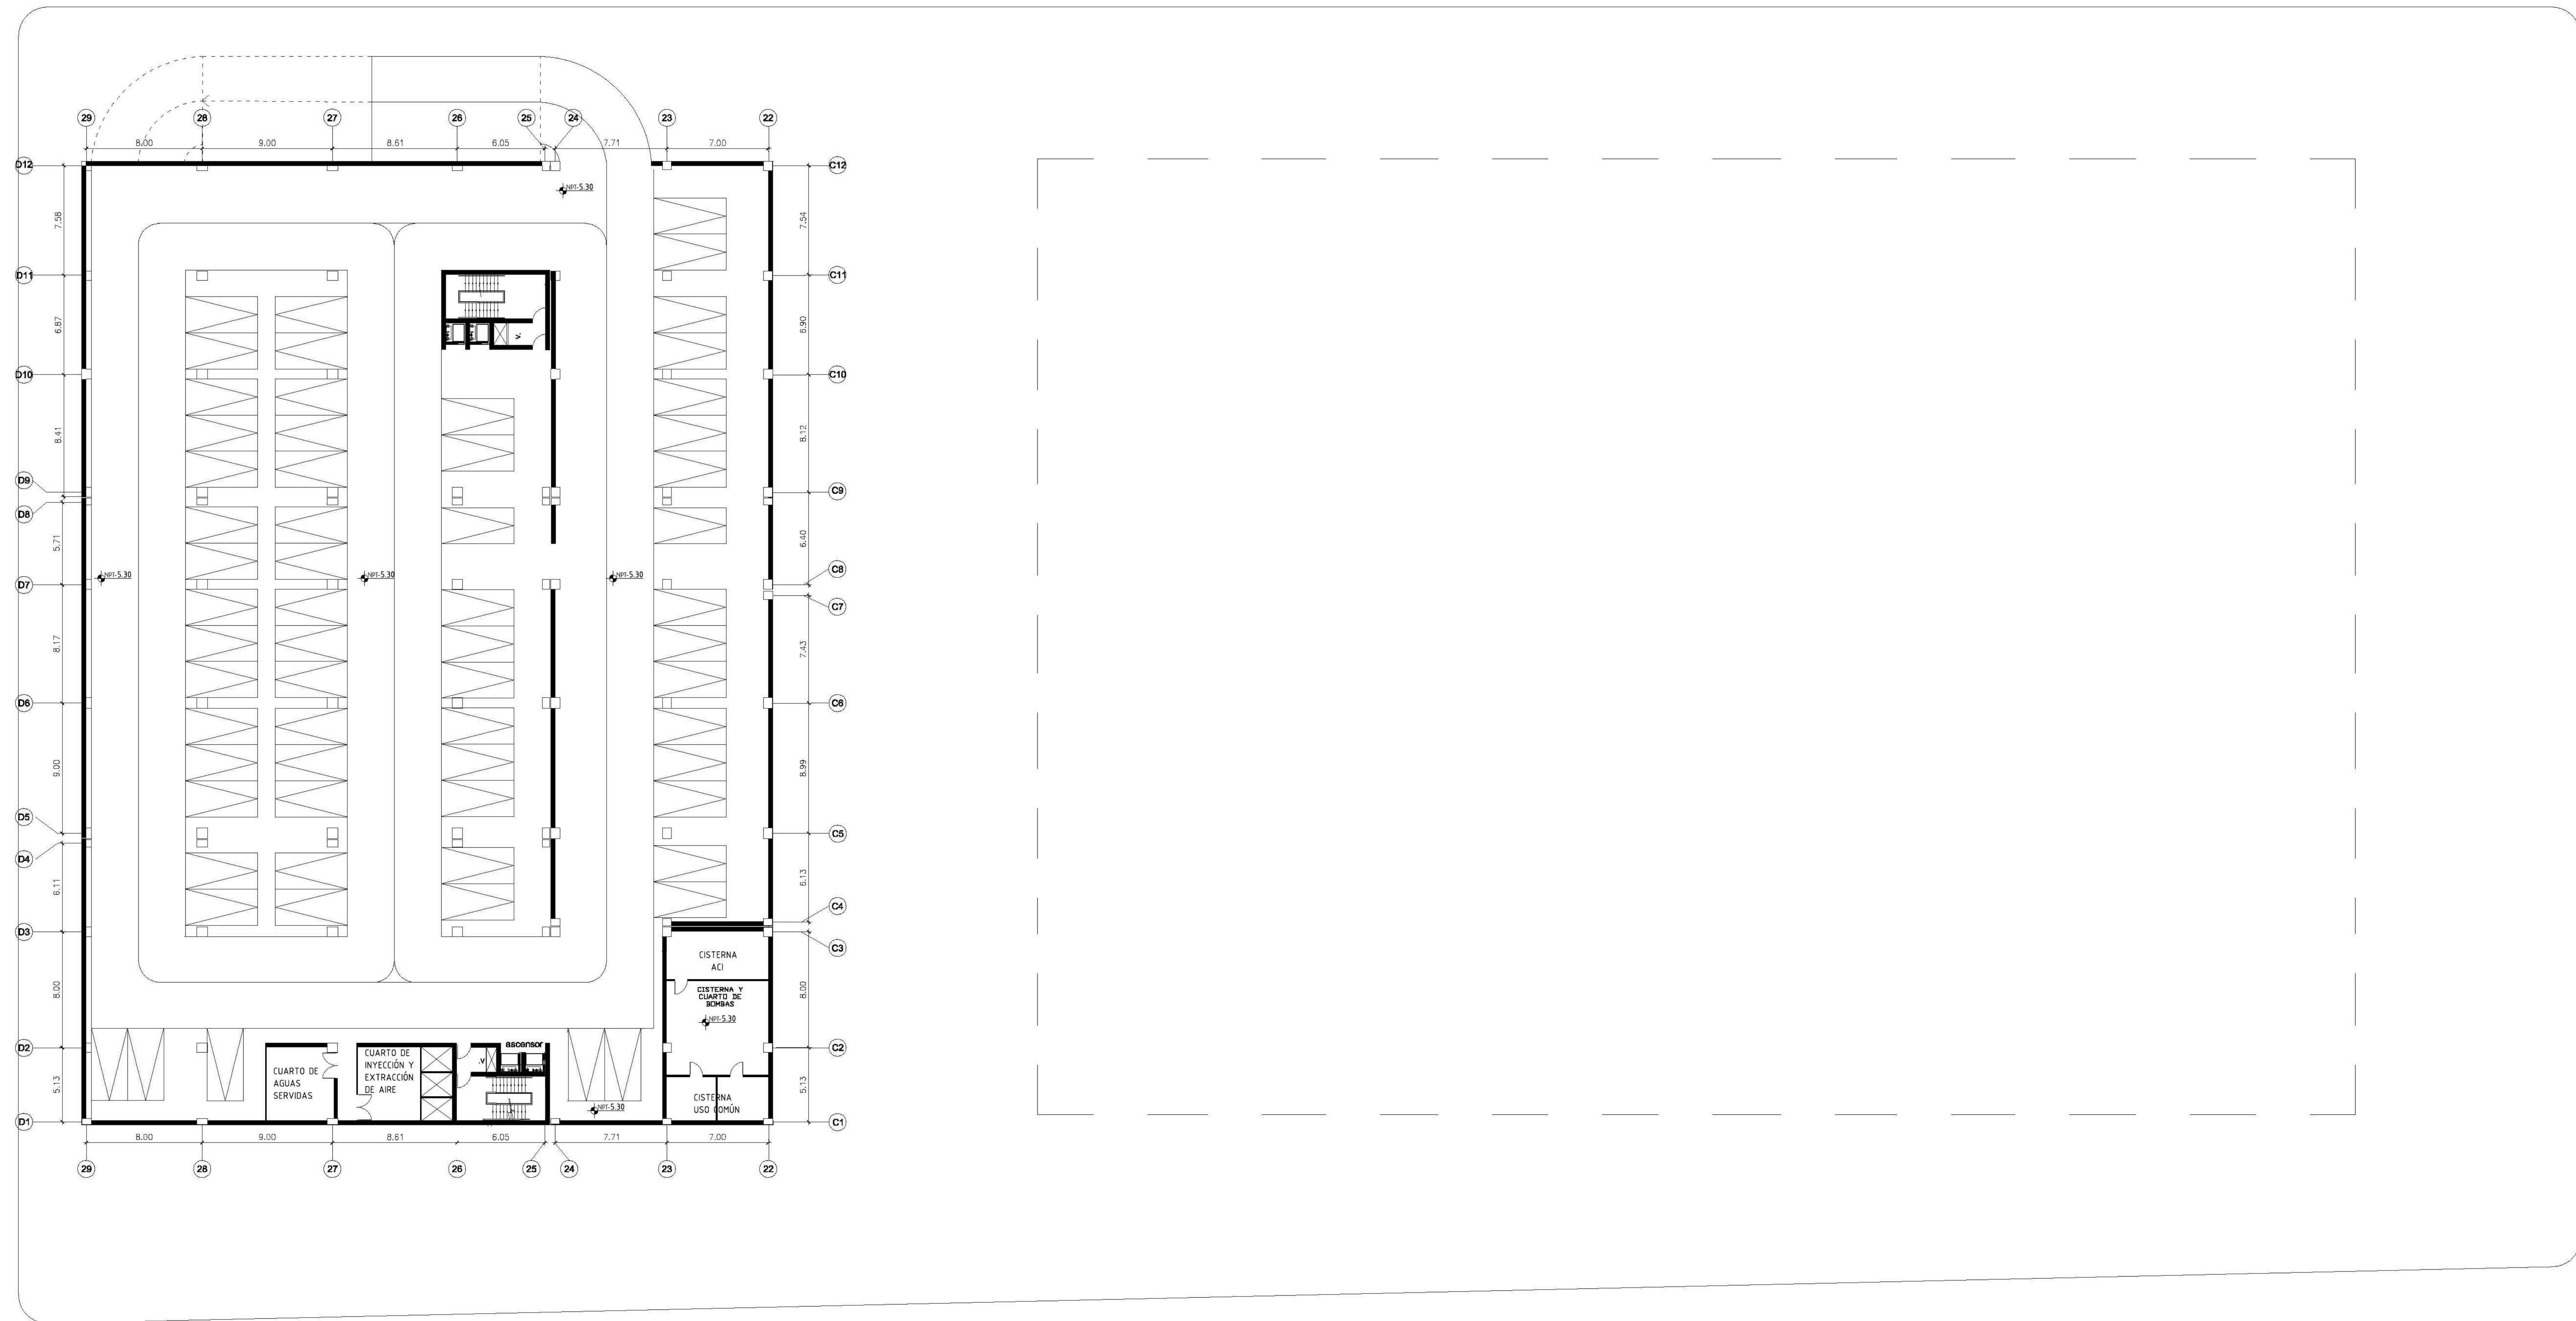 29
28
27
26
25
24
23
22
8.00
9.00
8.61
6.05
7.71
7.00
D12
C12
NPT-5.30
7.58
7.54
D11
C11
6.87
6.90
V.
D10
C10
8.41
8.12
D9
C9
D8
5.71
6.40
NPT-5.30
NPT-5.30
NPT-5.30
C8
D7
C7
8.17
7.43
D6
C6
9.00
8.99
D5
C5
D4
6.11
6.13
C4
D3
C3
CISTERNA
ACI
8.00
8.00
CISTERNA Y
CUARTO DE
BOMBAS
NPT-5.30
D2
C2
ascensor
CUARTO DE
INYECCIÓN Y
EXTRACCIÓN
DE AIRE
V.
CUARTO DE
AGUAS
SERVIDAS
5.13
5.13
CISTERNA
USO COMÚN
NPT-5.30
D1
C1
8.00
9.00
8.61
6.05
7.71
7.00
29
28
27
26
25
24
23
22